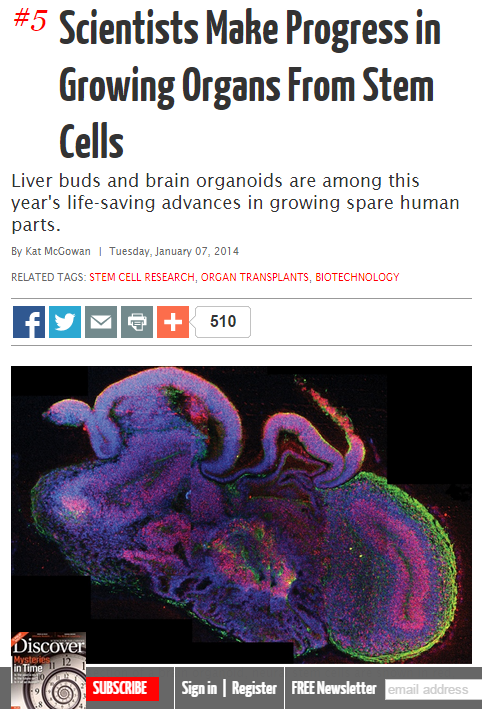 #5 Scientists Make Progress in
Growing Organs From Stem
Cells
Liver buds and brain organoids are among this
year's life-saving advances in growing spare human
parts.
By Kat McGowan | Tuesday, January 07, 2014
RELATED TAGS: STEM CELL RESEARCH, ORGAN TRANSPLANTS, BIOTECHNOLOGY
510
Discover
Mysteries
in Time
SUBSCRIBE
Sign in | Register
FREE Newsletter
email address